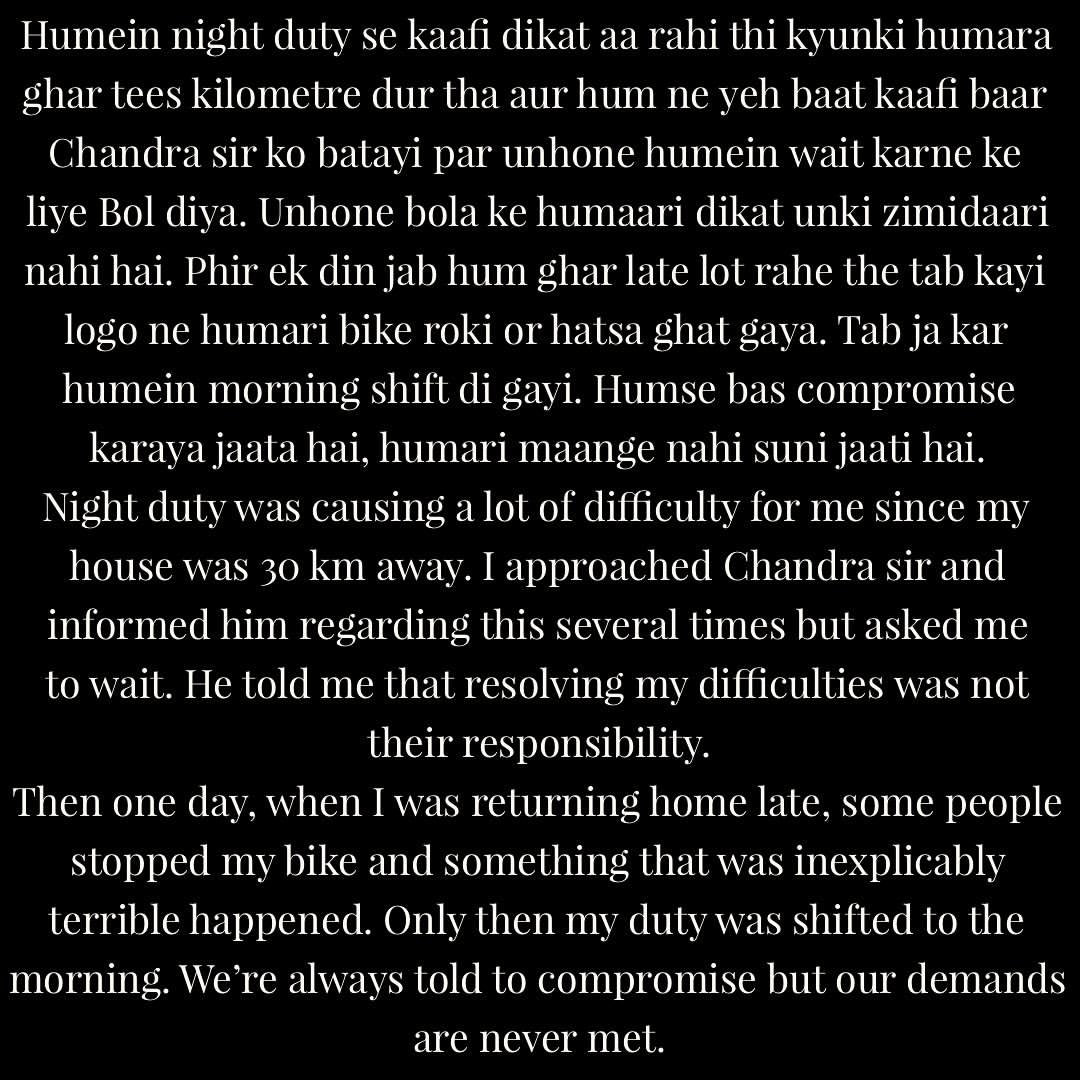 Humein night duty se kaafi dikat aa rahi thi kyunki humara
ghar tees kilometre dur tha aur hum ne yeh baat kaafi baar
Chandra sir ko batayi par unhone humein wait karne ke
liye Bol diya. Unhone bola ke humaari dikat unki zimidaari
nahi hai. Phir ek din jab hum ghar late lot rahe the tab kayi
logo ne humari bike roki or hatsa ghat gaya. Tab ja kar
humein morning shift di gayi. Humse bas compromise
karaya jaata hai, humari maange nahi suni jaati hai.
Night duty was causing a lot of difficulty for me since my
house was 30 km away. I approached Chandra sir and
informed him regarding this several times but asked me
to wait. He told me that resolving my difficulties was not
their responsibility.
Then one day, when I was returning home late, some people
stopped my bike and something that was inexplicably
terrible happened. Only then my duty was shifted to the
morning. We’re always told to compromise but our demands
are never met.